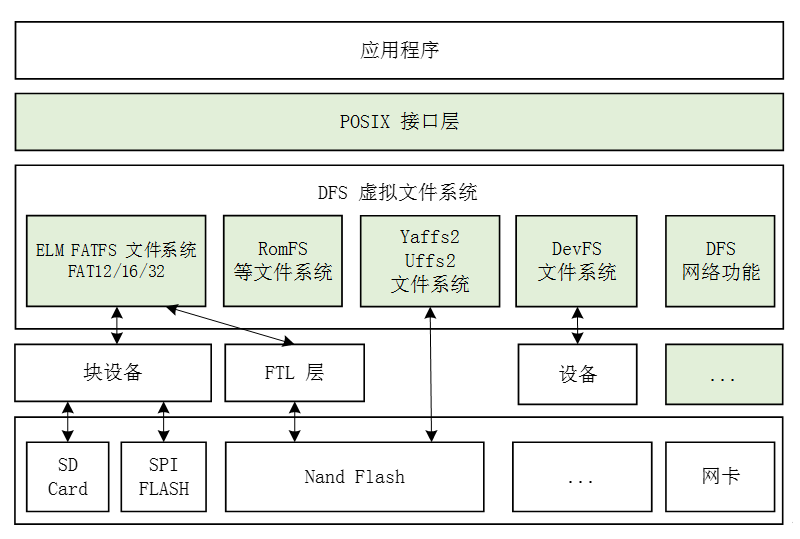 应用程序
POSIX 接口层
DFS 虚拟文件系统
ELM FATFS 文件系统
FAT12/16/32
RomFS
等文件系统
Yaffs2
Uffs2
文件系统
DevFS
文件系统
DFS
网络功能
块设备
FTL 层
设备
...
SD
Card
SPI
FLASH
Nand Flash
...
网卡